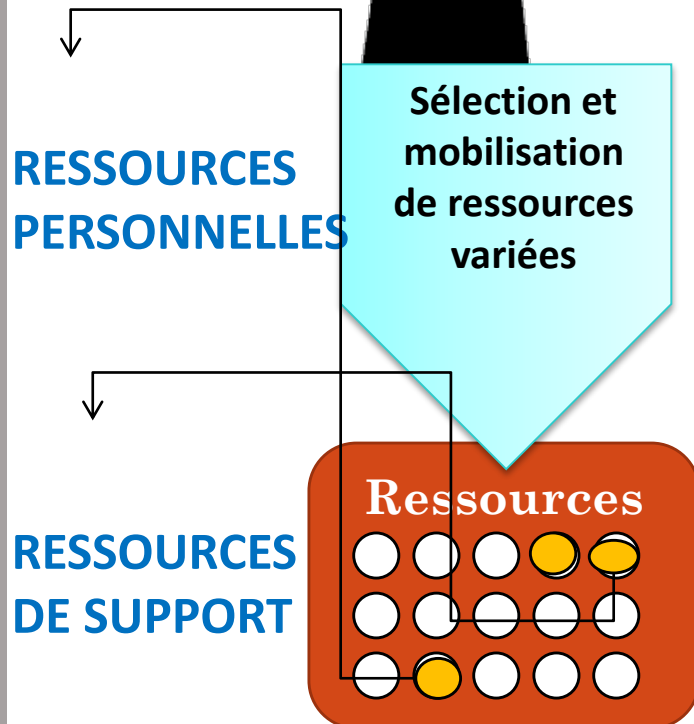 Sélection et
mobilisation
de ressources
variées
RESSOURCES
PERSONNELLES
Ressources
RESSOURCES
DE SUPPORT